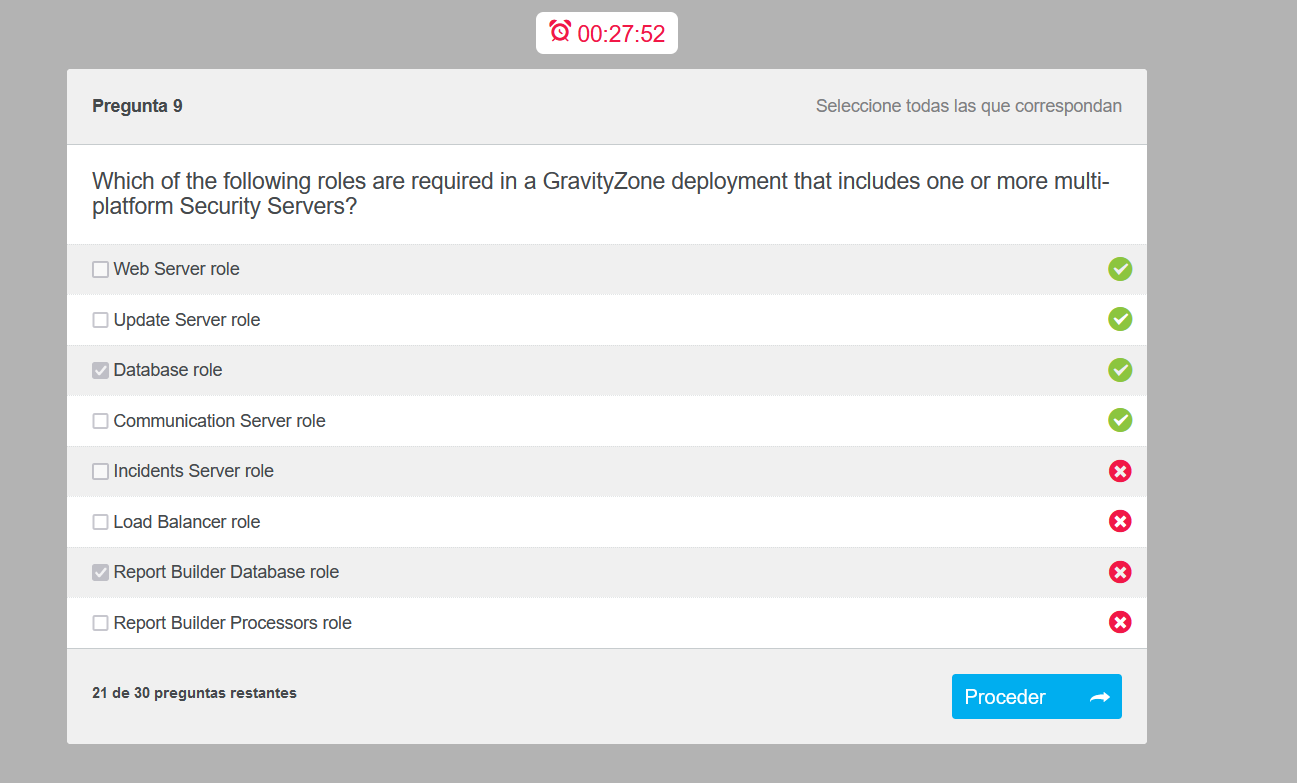 00:27:52
Pregunta 9
Seleccione todas las que correspondan
Which of the following roles are required in a GravityZone deployment that includes one or more multi-
platform Security Servers?
Web Server role
Update Server role
Database role
Communication Server role
Incidents Server role
Load Balancer role
Report Builder Database role
Report Builder Processors role
21 de 30 preguntas restantes
Proceder